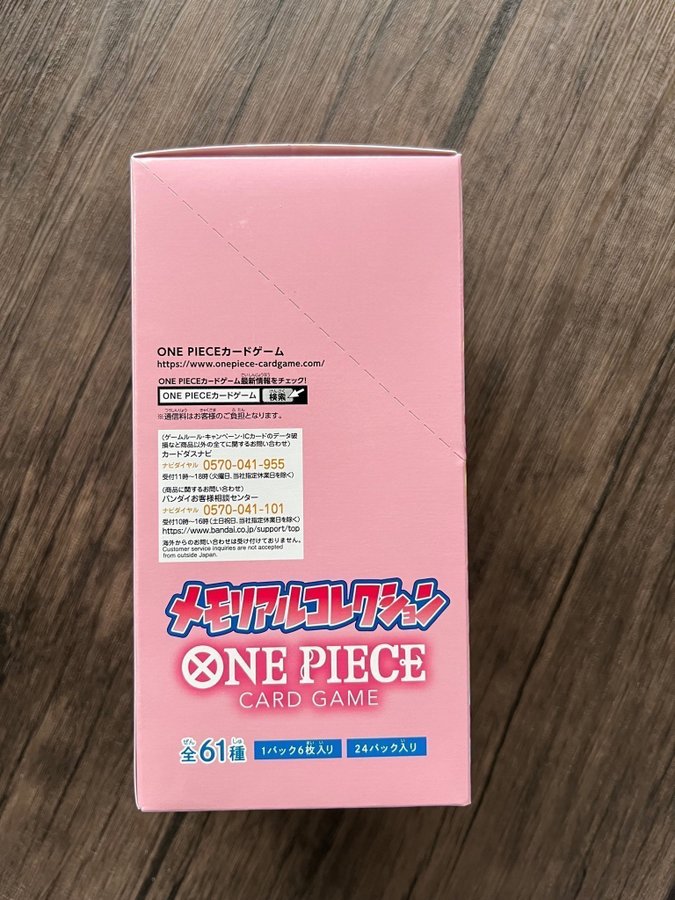 ONE PIECEカードゲーム
https://www.onepiece-cardgame.com/
ONE PIECEカードゲーム最新情報をチェック!
ONE PIECEカードゲーム 検索
※通信料はお客様のご負担となります。
〈ゲームルール・キャンペーン・ICカードのデータ破
損など商品以外の全てに関するお問い合わせ〉
カードダスナビ
ナビダイヤル 0570-041-955
受付11時~18時(火曜日、当社指定休業日を除く)
〈商品に関するお問い合わせ〉
バンダイお客様相談センター
ナビダイヤル 0570-041-101
受付10時~16時(土日祝日、当社指定休業日を除く)
https://www.bandai.co.jp/support/top
海外からのお問い合わせは受け付けておりません。
Customer service inquiries are not accepted
from outside Japan.
メモリアルコレクション
ONE PIECE
CARD GAME
全61種 1パック6枚入り 24パック入り